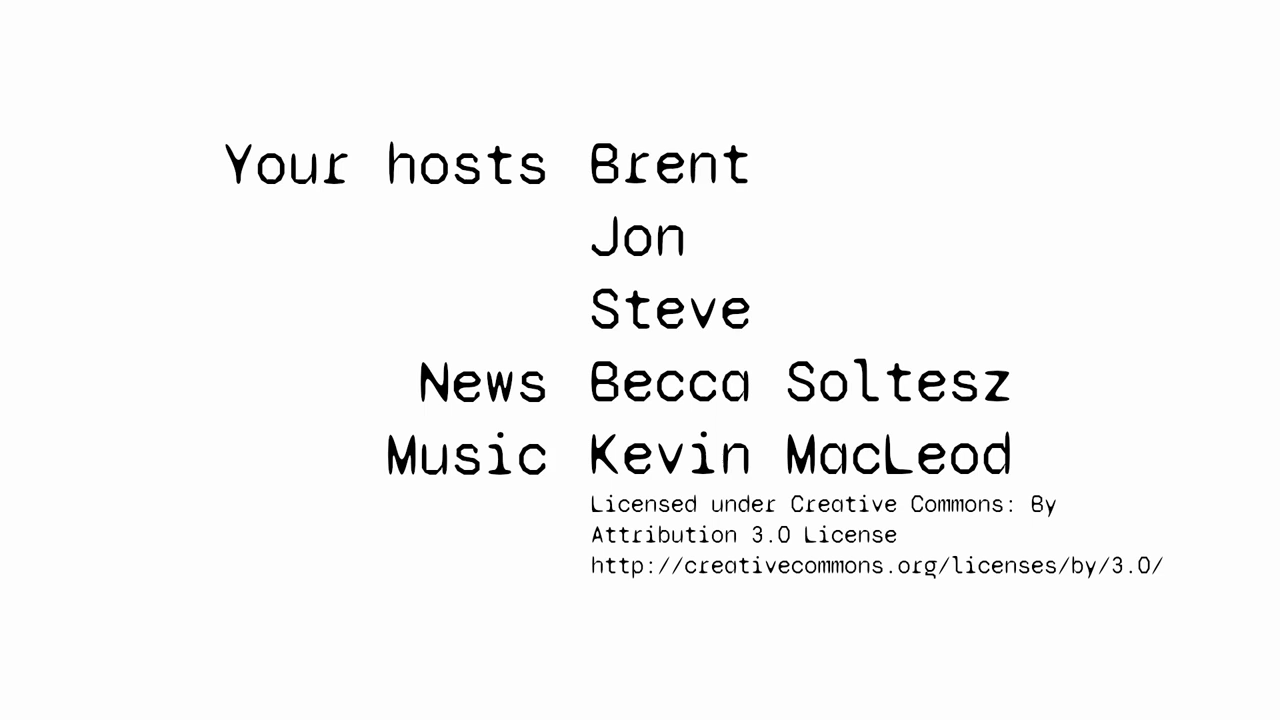 Your hosts Brent
Jon
Steve
News Becca Soltesz
Music Kevin MacLeod
Licensed under Creative Commons: By
Attribution 3.0 License
http://creativecommons.org/licenses/by/3.0/